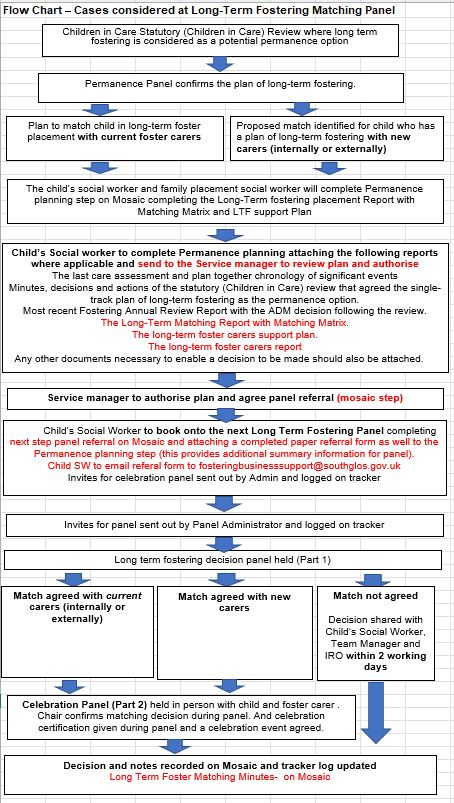 Flow Chart – Cases considered at Long-Term Fostering Matching Panel
Children in Care Statutory (Children in Care) Review where long term
fostering is considered as a potential permanence option
Permanence Panel confirms the plan of long-term fostering.
Plan to match child in long-term foster
placement with current foster carers
Proposed match identified for child who has
a plan of long-term fostering with new
carers (internally or externally)
The child's social worker and family placement social worker will complete Permanence
planning step on Mosaic completing the Long-Term fostering placement Report with
Matching Matrix and LTF support Plan
Child's Social worker to complete Permanence planning attaching the following reports
where applicable and send to the Service manager to review plan and authorise
The last care assessment and plan together chronology of significant events
Minutes, decisions and actions of the statutory (Children in Care) review that agreed the single-
track plan of long-term fostering as the permanence option.
Most recent Fostering Annual Review Report with the ADM decision following the review.
The Long-Term Matching Report with Matching Matrix.
The long-term foster carers support plan.
The long-term foster carers report
Any other documents necessary to enable a decision to be made should also be attached.
Service manager to authorise plan and agree panel referral (mosaic step)
Child's Social Worker to book onto the next Long Term Fostering Panel completing
next step panel referral on Mosaic and attaching a completed paper referral form as well to the
Permanence planning step (this provides additional summary information for panel).
Child SW to email referal form to fosteringbusinesssupport@southglos.gov.uk
Invites for celebration panel sent out by Admin and logged on tracker
Invites for panel sent out by Panel Administrator and logged on tracker
Long term fostering decision panel held (Part 1)
Match agreed with current
carers (internally or
externally)
Match agreed with new
carers
Match not agreed
Decision shared with
Child's Social Worker,
Team Manager and
IRO within 2 working
days
Celebration Panel (Part 2) held in person with child and foster carer .
Chair confirms matching decision during panel. And celebration
certification given during panel and a celebration event agreed.
Decision and notes recorded on Mosaic and tracker log updated
Long Term Foster Matching Minutes- on Mosaic